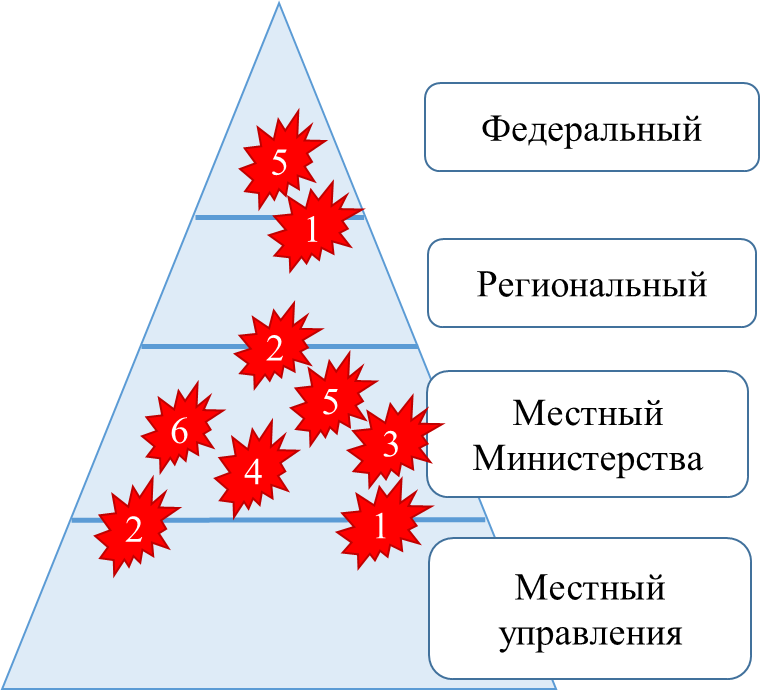 Федеральный
5
1
Региональный
2
5
6
3
4
Местный
Министерства
2
1
Местный
управления